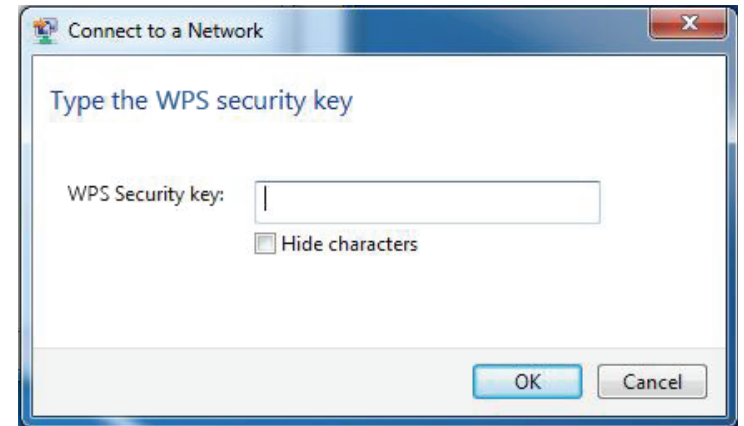 Connect to a Network
Type the WPS security key
WPS Security key:
Hide characters
OK Cancel